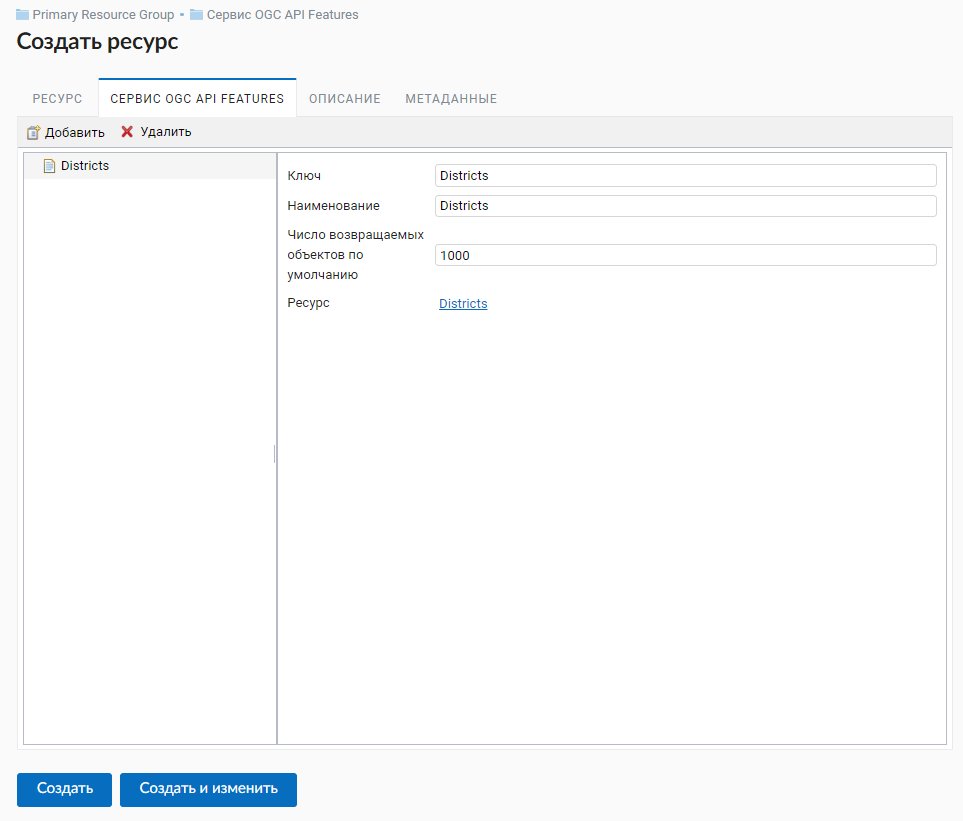 Primary Resource Group • Сервис OGC API Features
Создать ресурс
РЕСУРС СЕРВИС OGC API FEATURES ОПИСАНИЕ МЕТАДАННЫЕ
Добавить Удалить
Districts
Ключ Districts
Наименование Districts
Число возвращаемых
объектов по
умолчанию
1000
Ресурс Districts
Создать Создать и изменить